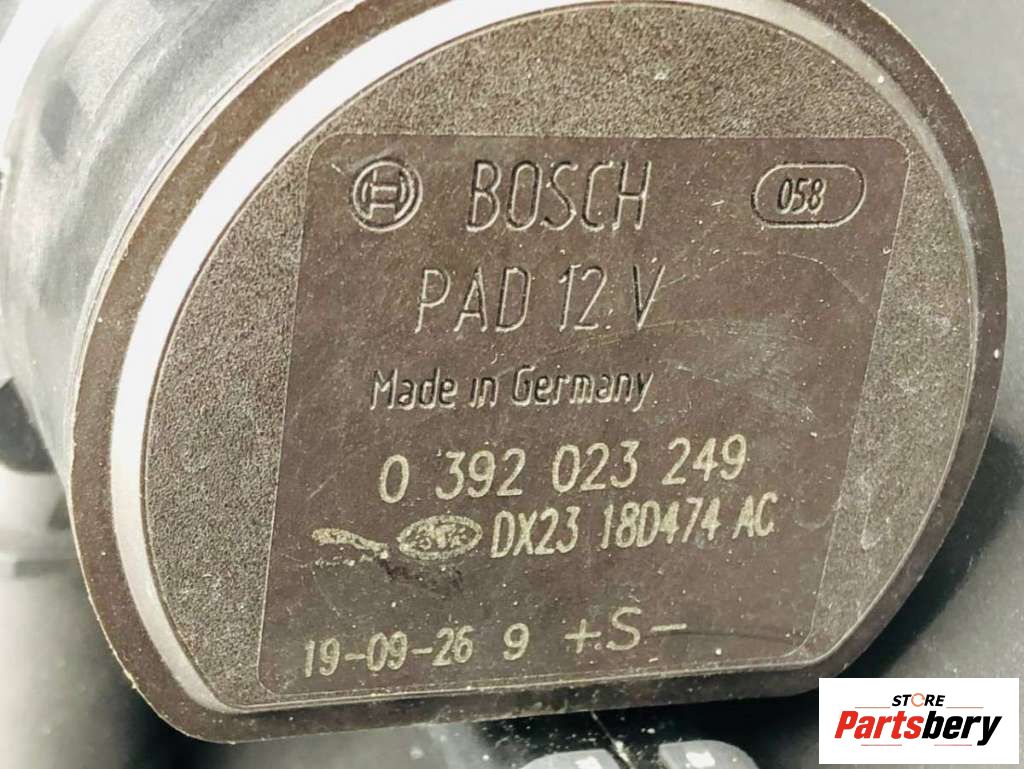 BOSCH 058
PAD 12 V
Made in Germany
0 392 023 249
DX23 18D474 AC
19-09-26 9 +S-
STORE
Partsbery